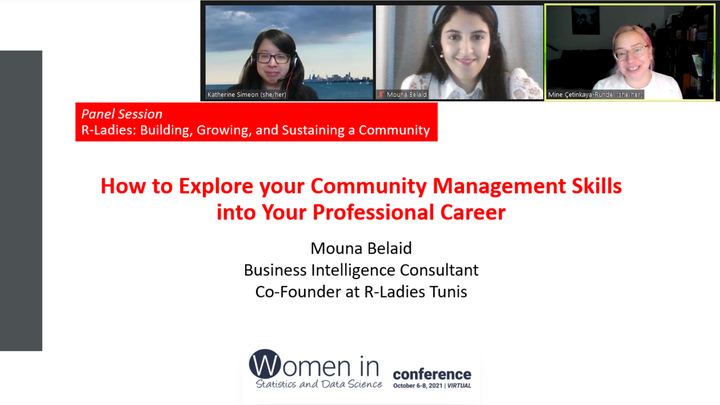 Katherine Simeon (she/her)
Mouna Belaid
Mine Çetinkaya-Rundel (she/her)
Panel Session
R-Ladies: Building, Growing, and Sustaining a Community
How to Explore your Community Management Skills
into Your Professional Career
Mouna Belaid
Business Intelligence Consultant
Co-Founder at R-Ladies Tunis
Women in
Statistics and Data Science
conference
October 6-8, 2021 | VIRTUAL